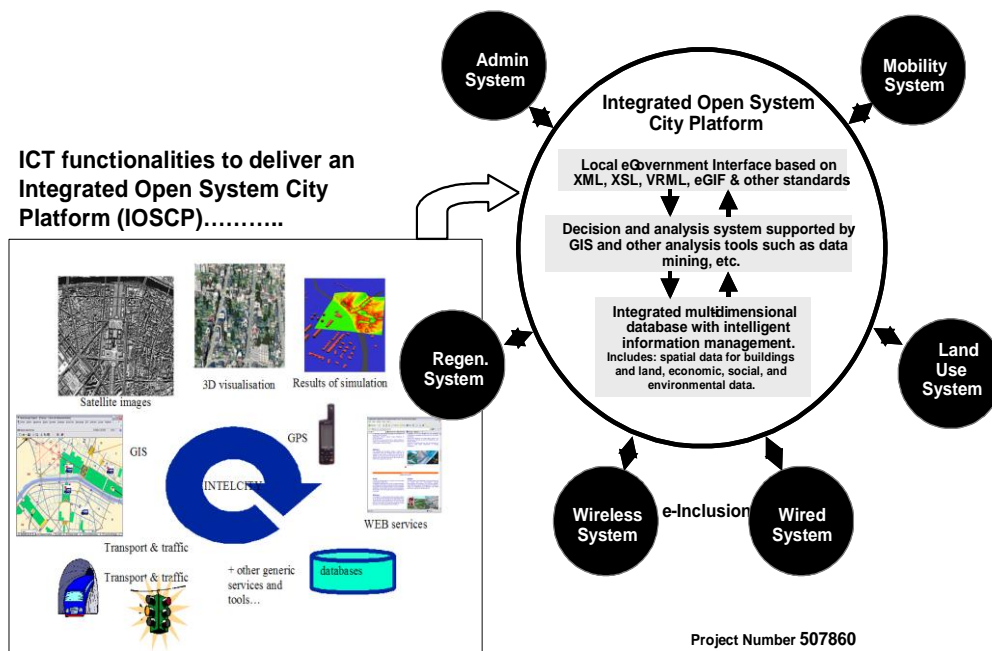 ICT functionalities to deliver an
Integrated Open System City
Platform (IOSCP)………..
Satellite images
3D visualisation
Results of simulation
GIS
GPS
INTELCITY
WEB services
Transport & traffic
Transport & traffic
+ other generic
services and
tools…
databases
Admin
System
Mobility
System
Integrated Open System
City Platform
Local eGovernment Interface based on
XML, XSL, VRML, eGIF & other standards
Decision and analysis system supported by
GIS and other analysis tools such as data
mining, etc.
Integrated multi-dimensional
database with intelligent
information management.
Includes: spatial data for buildings
and land, economic, social, and
environmental data.
Regen.
System
Land
Use
System
Wireless
System
e-Inclusion
Wired
System
Project Number 507860